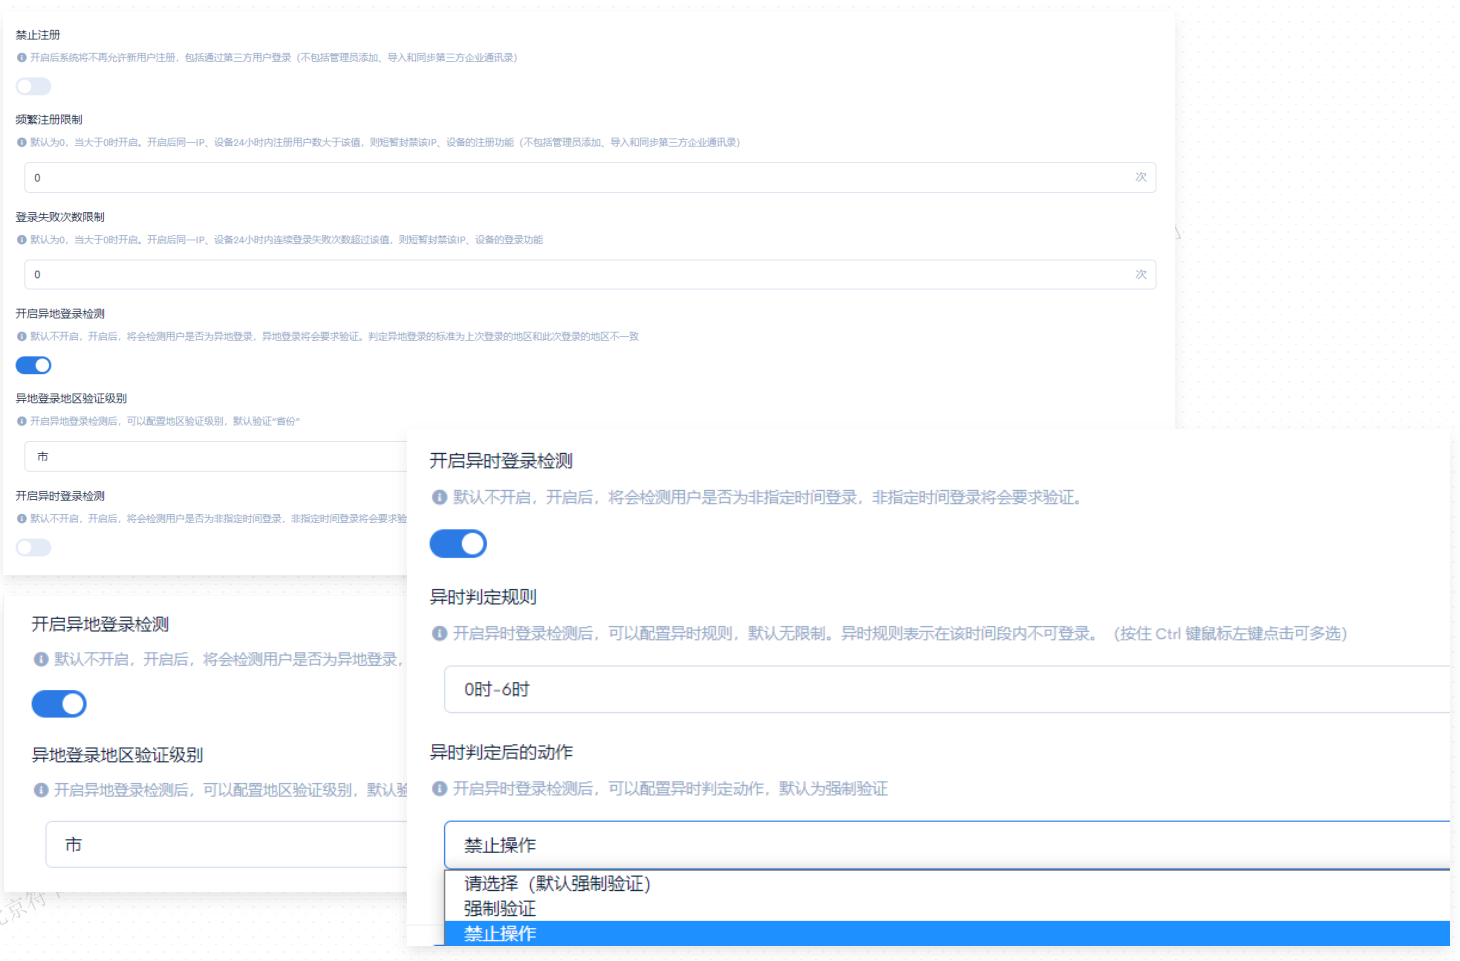 禁止注册
开启后系统将不再允许新用户注册，包括通过第三方用户登录（不包括管理员添加、导入和同步第三方企业通讯录）
频繁注册限制
默认为0，当大于0时开启。开启后同一IP、设备24小时内注册用户数大于该值，则短暂封禁该IP、设备的注册功能（不包括管理员添加、导入和同步第三方企业通讯录）
0 次
登录失败次数限制
默认为0，当大于0时开启。开启后同一IP、设备24小时内连续登录失败次数超过该值，则短暂封禁该IP、设备的登录功能
0 次
开启异地登录检测
默认不开启，开启后，将会检测用户是否为异地登录，异地登录将会要求验证。判定异地登录的标准为上次登录的地区和此次登录的地区不一致
异地登录地区验证级别
开启异地登录检测后，可以配置地区验证级别，默认验证“省份”
市
开启异时登录检测
默认不开启，开启后，将会检测用户是否为非指定时间登录，非指定时间登录将会要求验
开启异地登录检测
默认不开启，开启后，将会检测用户是否为异地登录，
异地登录地区验证级别
开启异地登录检测后，可以配置地区验证级别，默认验
市
开启异时登录检测
默认不开启，开启后，将会检测用户是否为非指定时间登录，非指定时间登录将会要求验证。
异时判定规则
开启异时登录检测后，可以配置异时规则，默认无限制。异时规则表示在该时间段内不可登录。（按住 Ctrl 键鼠标左键点击可多选）
0时-6时
异时判定后的动作
开启异时登录检测后，可以配置异时判定动作，默认为强制验证
禁止操作
请选择（默认强制验证）
强制验证
禁止操作